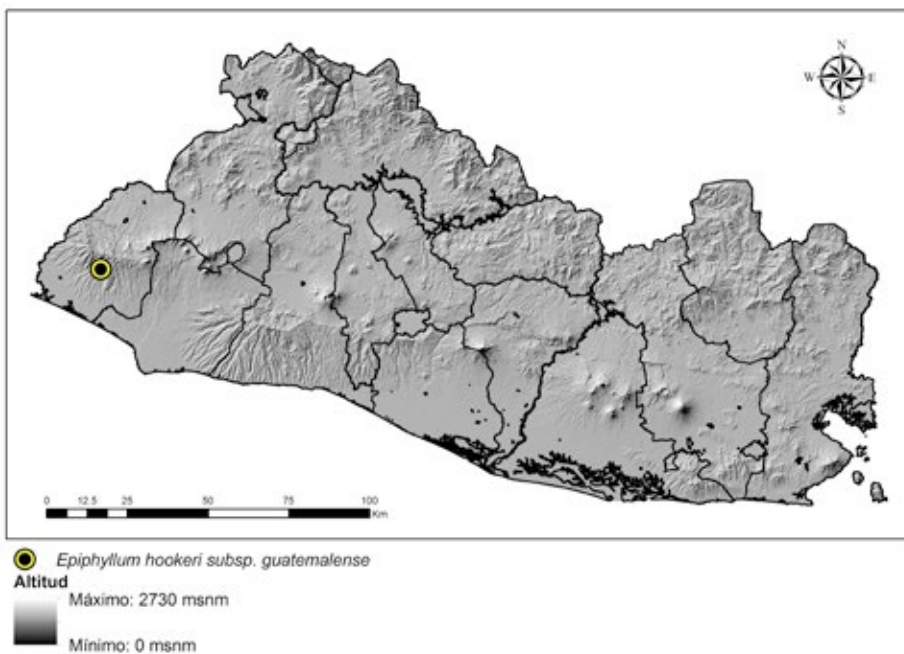 N
W E
S
0 12.5 25 50 75 100
Km
Epiphyllum hookeri subsp. guatemalense
Altitud
Máximo: 2730 msnm
Mínimo: 0 msnm